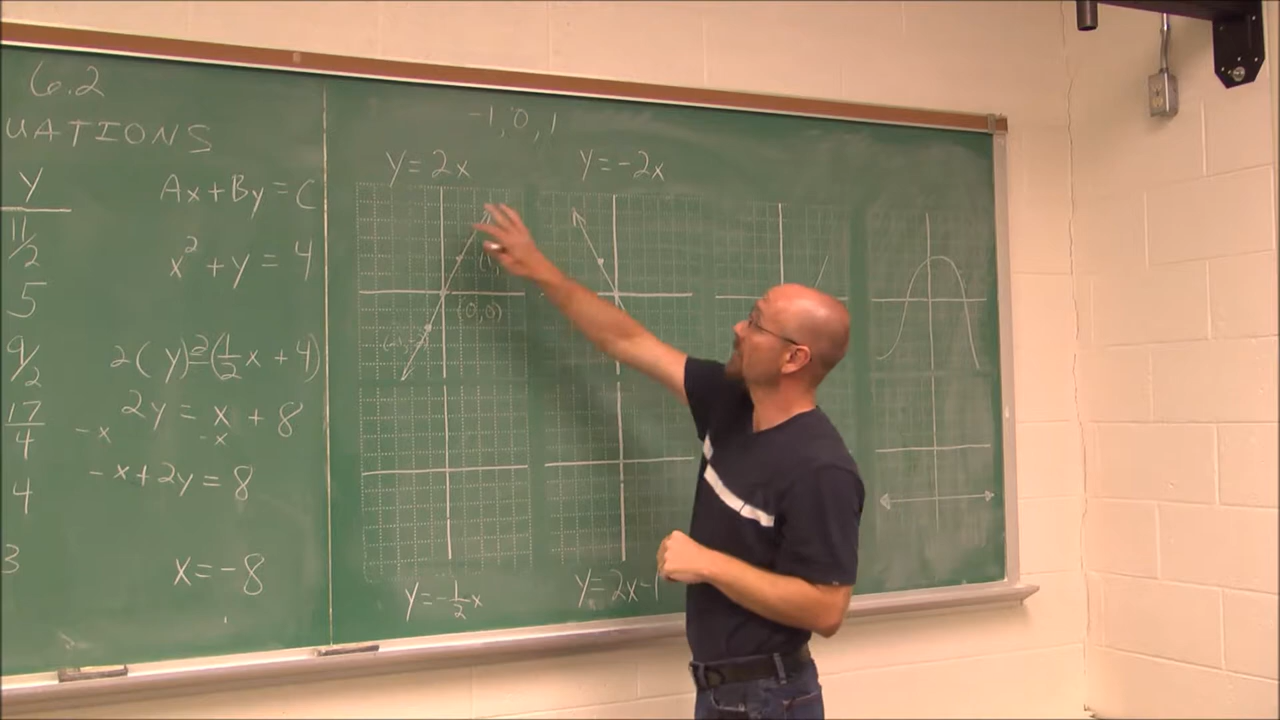 6.2
UATIONS
y
Ax+By=C
11/2
x²+y=4
5
9/2
2(y)=2(½x+4)
17/4
2y=x+8
-x -x
-x+2y=8
4
3
x=-8
-1,0,1
y=2x
y=-2x
(0,0)
y=-½x
y=2x-1